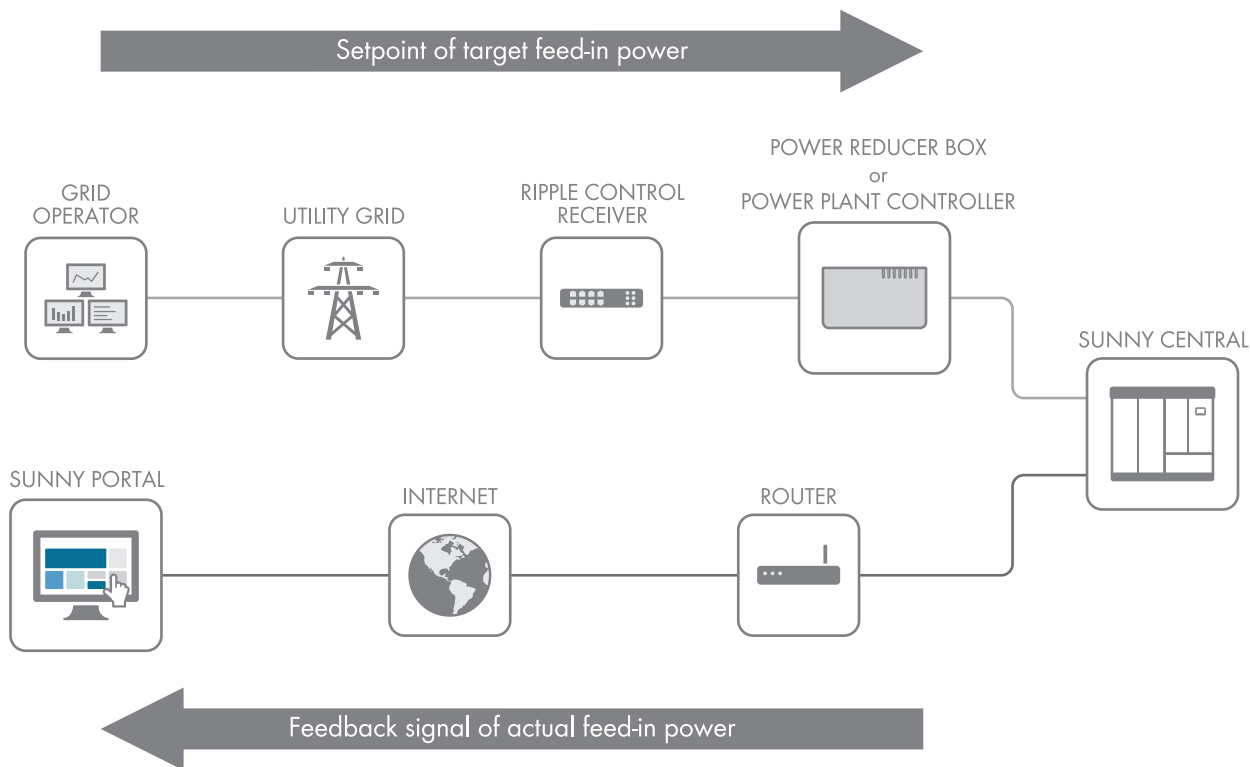 Setpoint of target feed-in power
POWER REDUCER BOX
or
POWER PLANT CONTROLLER
GRID
OPERATOR
UTILITY GRID
RIPPLE CONTROL
RECEIVER
SUNNY CENTRAL
SUNNY PORTAL
INTERNET
ROUTER
Feedback signal of actual feed-in power